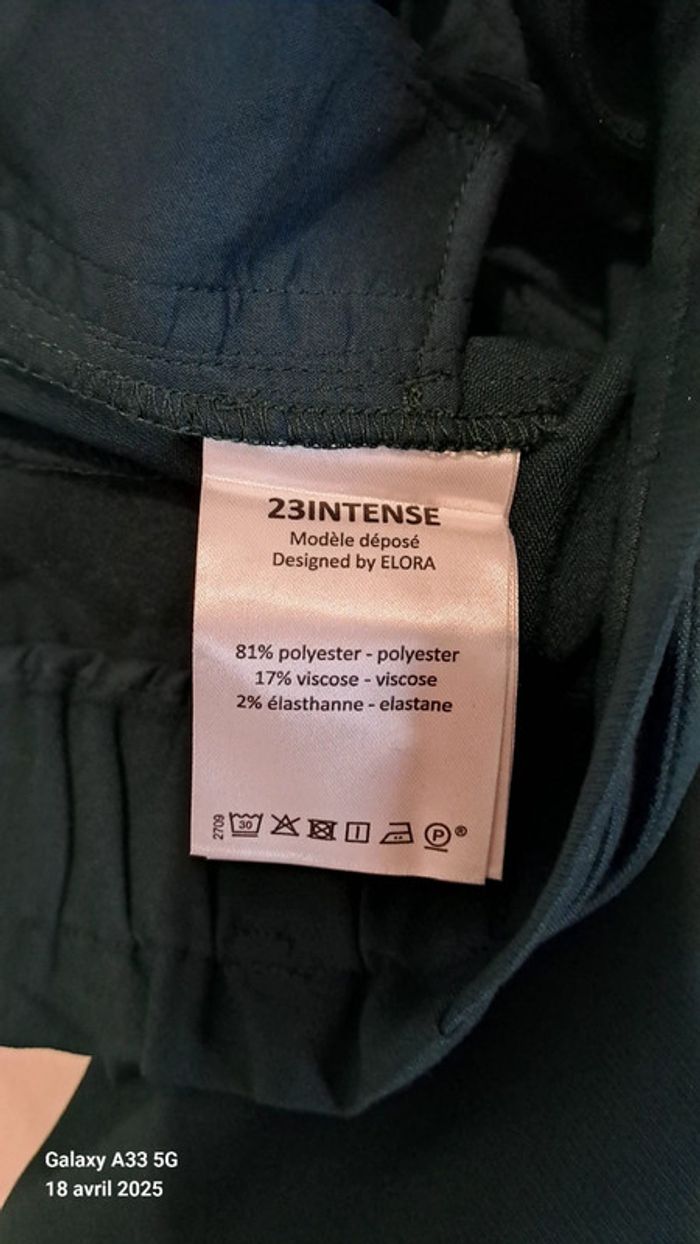 23INTENSE
Modèle déposé
Designed by ELORA
81% polyester - polyester
17% viscose - viscose
2% élasthanne - elastane
2709
30
P ®
Galaxy A33 5G
18 avril 2025